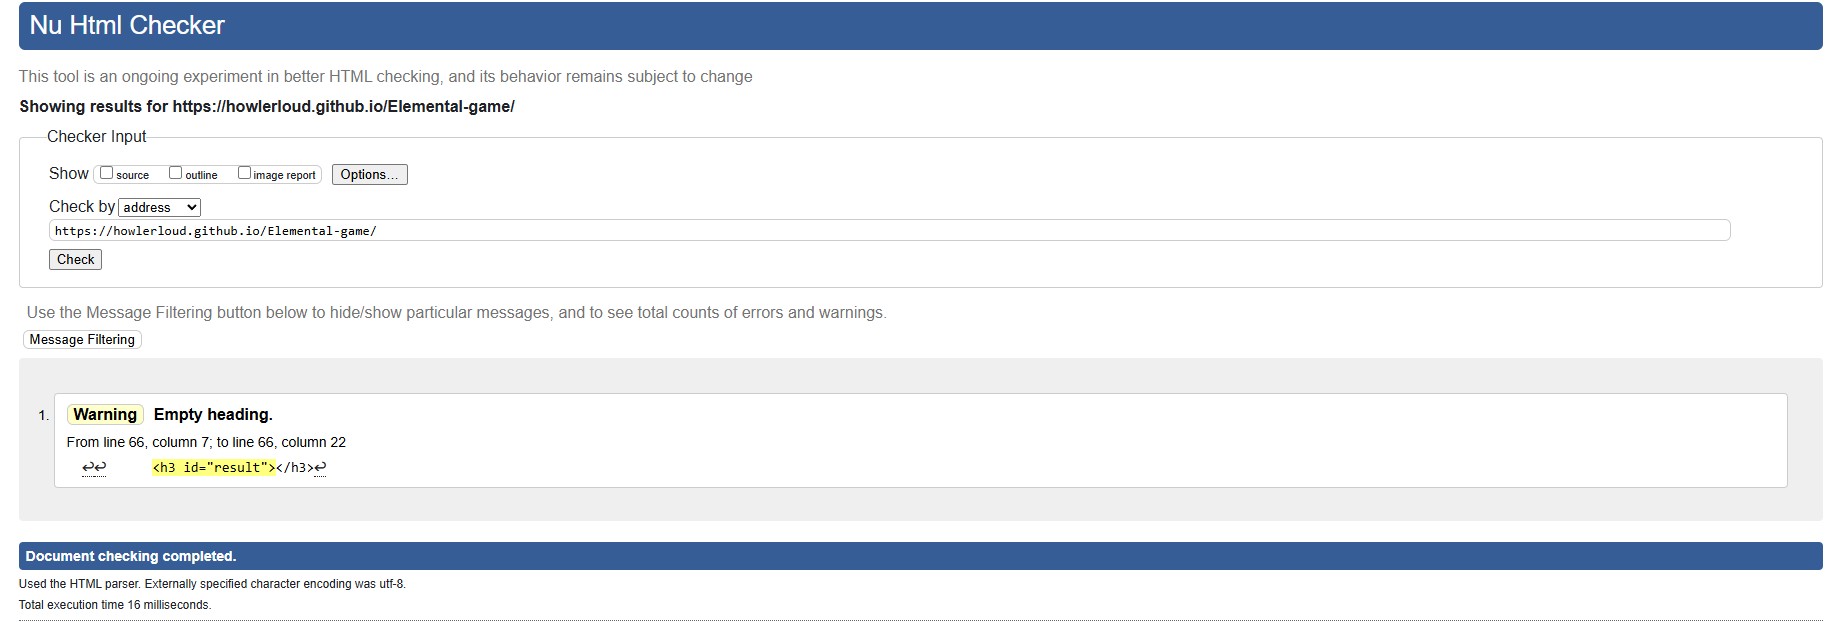 Nu Html Checker
This tool is an ongoing experiment in better HTML checking, and its behavior remains subject to change
Showing results for https://howlerloud.github.io/Elemental-game/
Checker Input
Show source outline image report Options...
Check by address
https://howlerloud.github.io/Elemental-game/
Check
Use the Message Filtering button below to hide/show particular messages, and to see total counts of errors and warnings.
Message Filtering
1. Warning Empty heading.
From line 66, column 7; to line 66, column 22
↩↩ <h3 id="result"></h3>↩
Document checking completed.
Used the HTML parser. Externally specified character encoding was utf-8.
Total execution time 16 milliseconds.